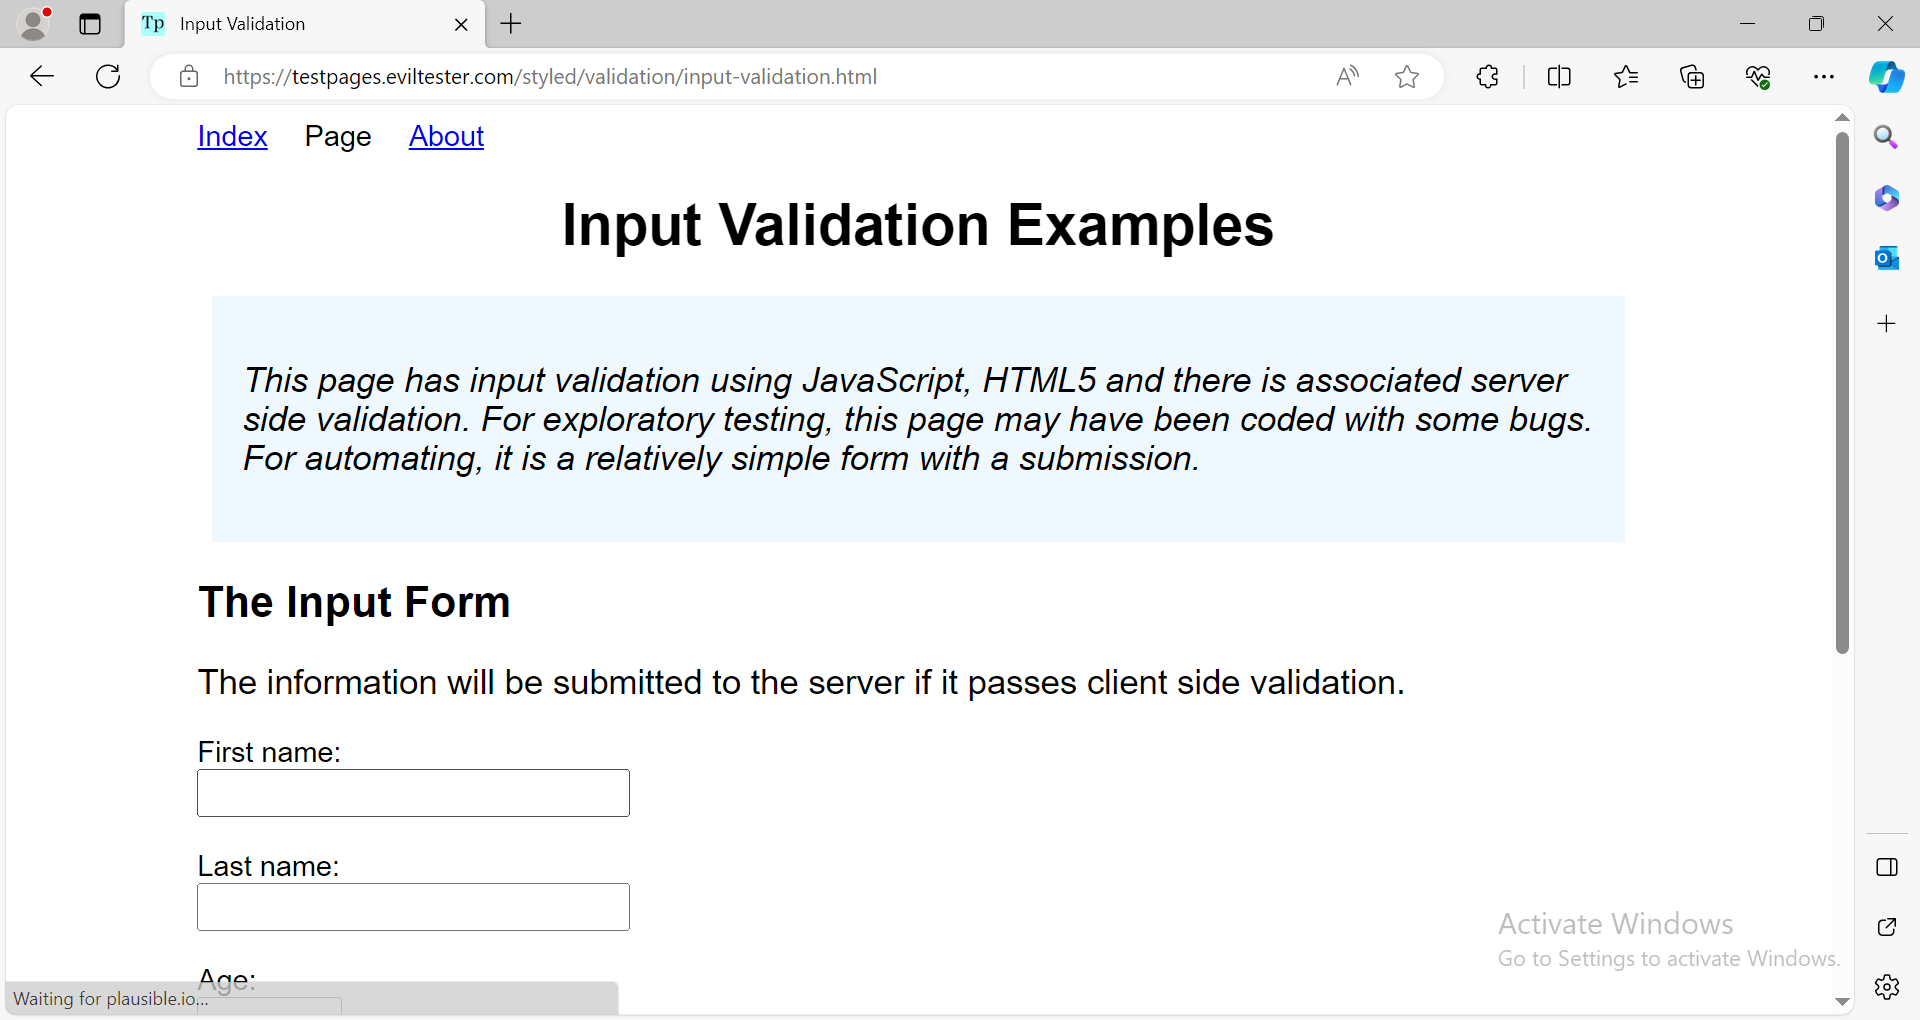 Tp Input Validation
https://testpages.eviltester.com/styled/validation/input-validation.html
Index Page About
Input Validation Examples
This page has input validation using JavaScript, HTML5 and there is associated server
side validation. For exploratory testing, this page may have been coded with some bugs.
For automating, it is a relatively simple form with a submission.
The Input Form
The information will be submitted to the server if it passes client side validation.
First name:
Last name:
Age:
Activate Windows
Go to Settings to activate Windows.
Waiting for plausible.io...